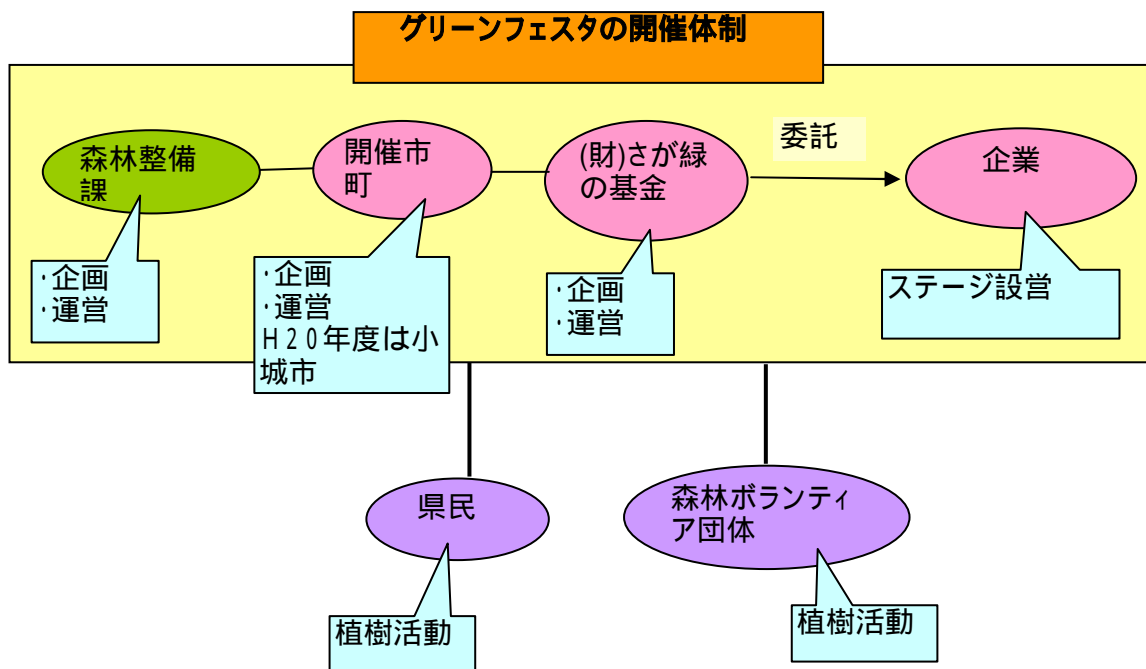 グリーンフェスタの開催体制
森林整備
課
開催市
町
(財)さが緑
の基金
委託
企業
・企画
・運営
・企画
・運営
H20年度は小
城市
・企画
・運営
ステージ設営
県民
森林ボランティ
ア団体
植樹活動
植樹活動